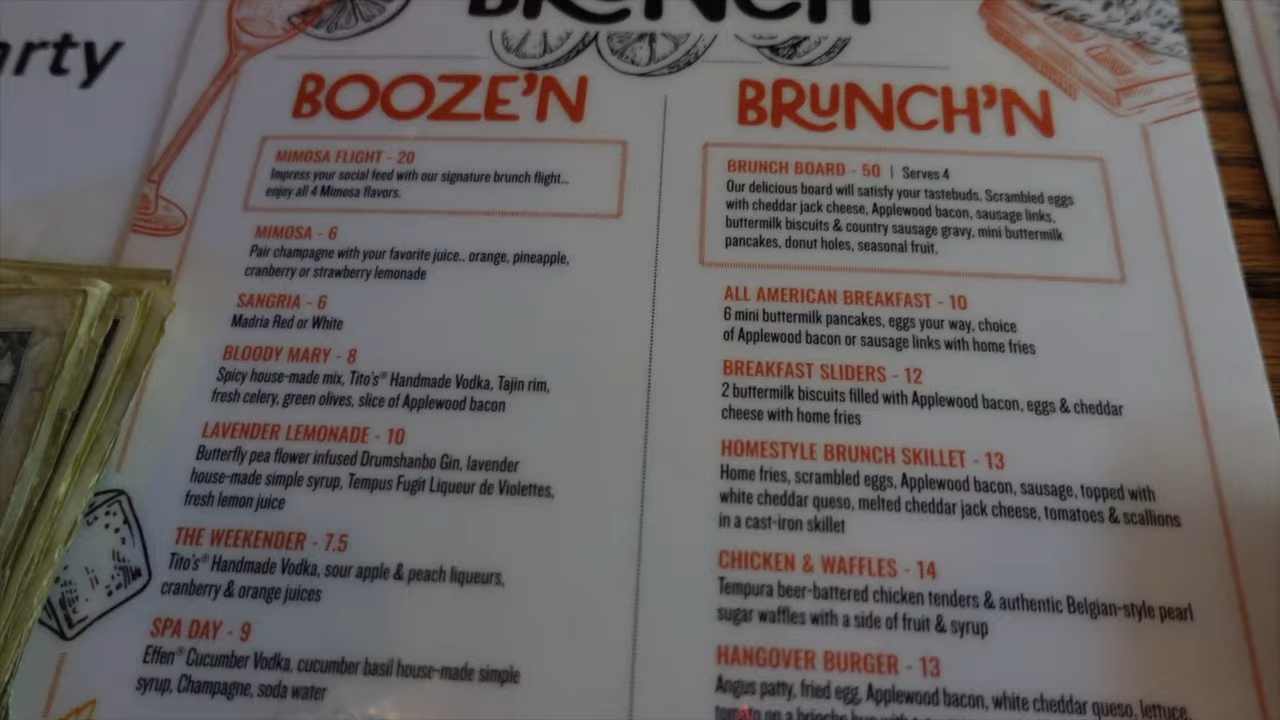 arty
BRUNCH
BOOZE'N
MIMOSA FLIGHT - 20
Impress your social feed with our signature brunch flight...
enjoy all 4 Mimosa flavors.
MIMOSA - 6
Pair champagne with your favorite juice.. orange, pineapple,
cranberry or strawberry lemonade
SANGRIA - 6
Madria Red or White
BLOODY MARY - 8
Spicy house-made mix, Tito's® Handmade Vodka, Tajin rim,
fresh celery, green olives, slice of Applewood bacon
LAVENDER LEMONADE - 10
Butterfly pea flower infused Drumshanbo Gin, lavender
house-made simple syrup, Tempus Fugit Liqueur de Violettes,
fresh lemon juice
THE WEEKENDER - 7.5
Tito's® Handmade Vodka, sour apple & peach liqueurs,
cranberry & orange juices
SPA DAY - 9
Effen® Cucumber Vodka, cucumber basil house-made simple
syrup, Champagne, soda water
BRUNCH'N
BRUNCH BOARD - 50 | Serves 4
Our delicious board will satisfy your tastebuds. Scrambled eggs
with cheddar jack cheese, Applewood bacon, sausage links,
buttermilk biscuits & country sausage gravy, mini buttermilk
pancakes, donut holes, seasonal fruit.
ALL AMERICAN BREAKFAST - 10
6 mini buttermilk pancakes, eggs your way, choice
of Applewood bacon or sausage links with home fries
BREAKFAST SLIDERS - 12
2 buttermilk biscuits filled with Applewood bacon, eggs & cheddar
cheese with home fries
HOMESTYLE BRUNCH SKILLET - 13
Home fries, scrambled eggs, Applewood bacon, sausage, topped with
white cheddar queso, melted cheddar jack cheese, tomatoes & scallions
in a cast-iron skillet
CHICKEN & WAFFLES - 14
Tempura beer-battered chicken tenders & authentic Belgian-style pearl
sugar waffles with a side of fruit & syrup
HANGOVER BURGER - 13
Angus patty, fried egg, Applewood bacon, white cheddar queso, lettuce,
tomato on a brioche bun with